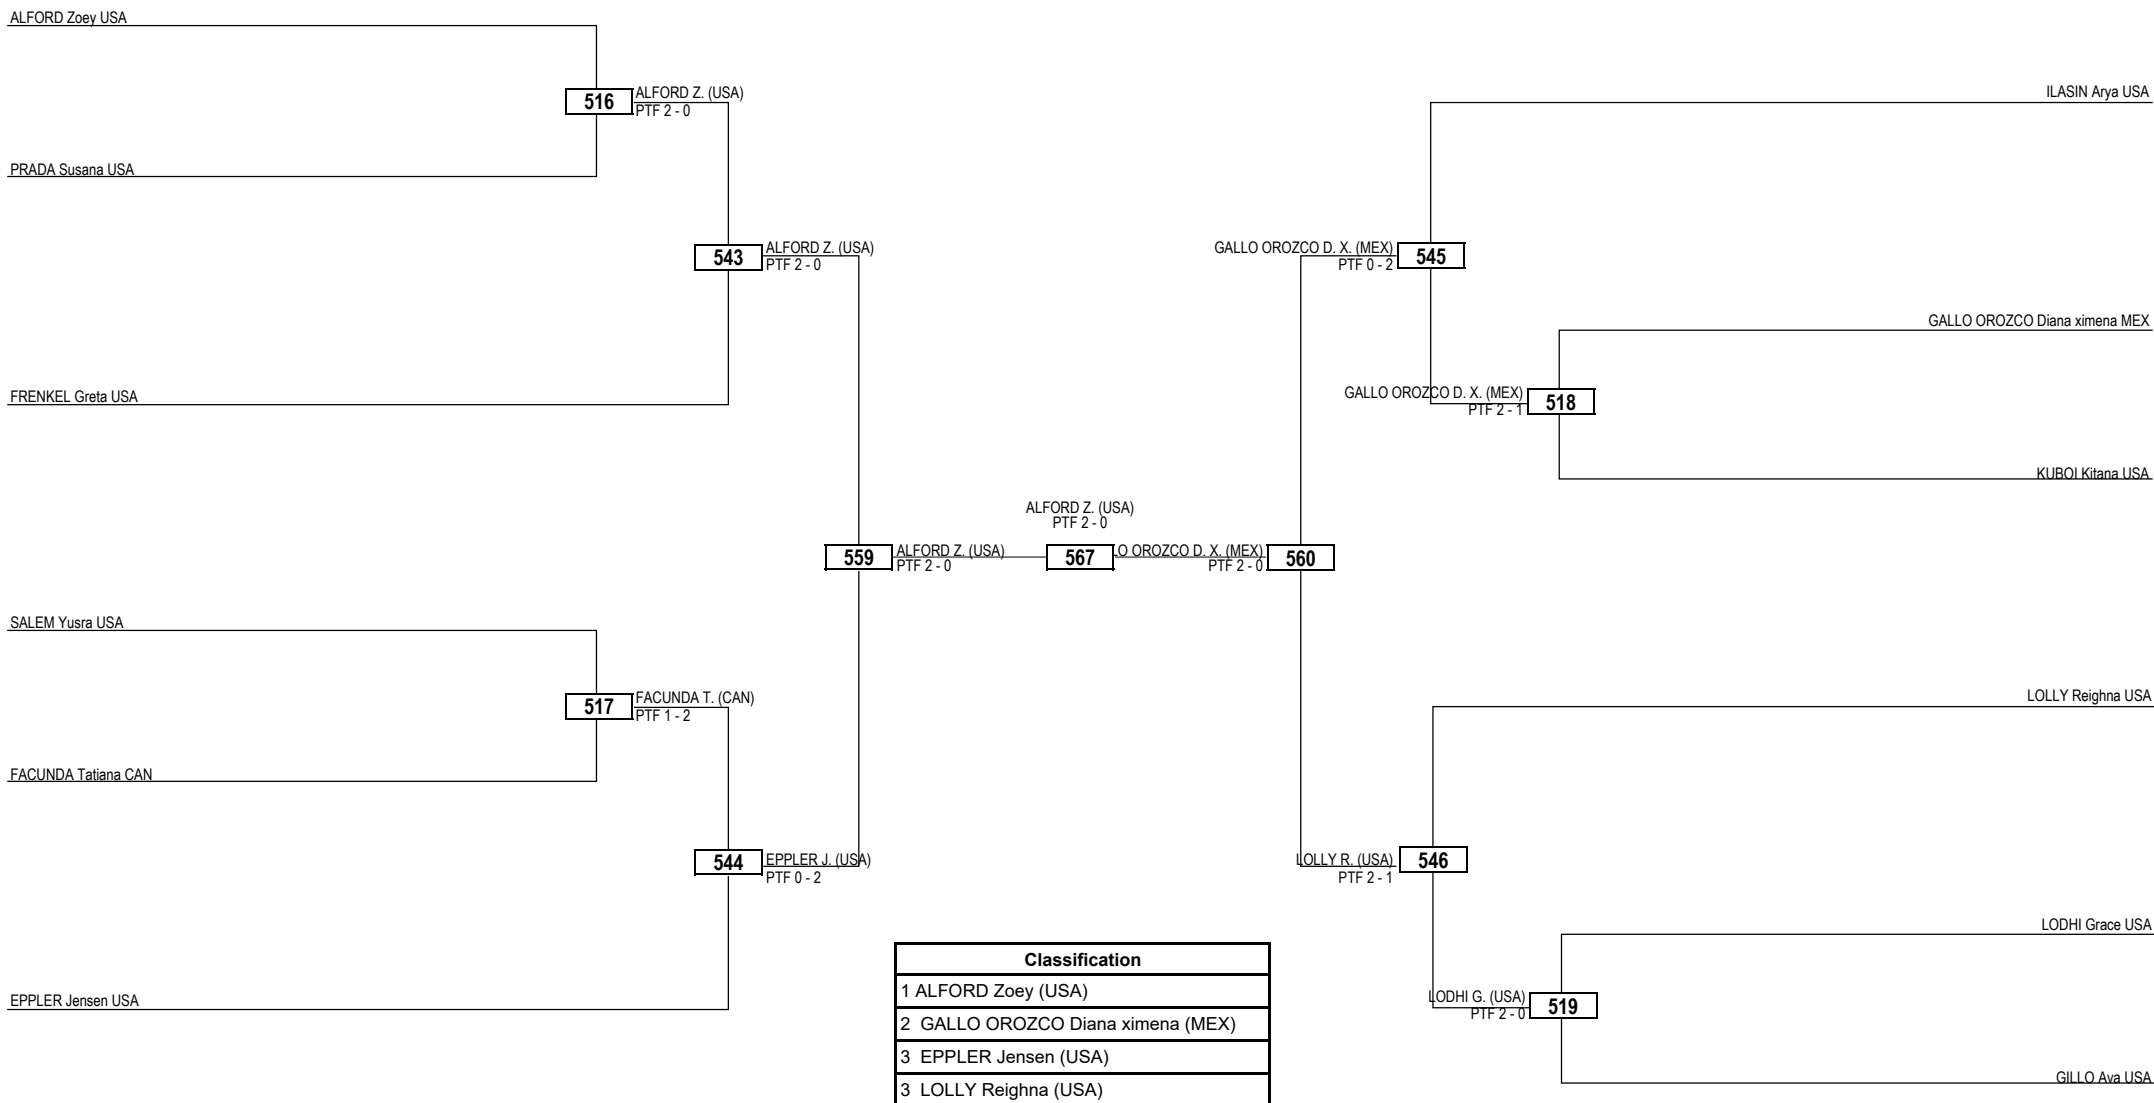 ALFORD Zoey USA
516
ALFORD Z. (USA)
PTF 2 - 0
PRADA Susana USA
543
ALFORD Z. (USA)
PTF 2 - 0
FRENKEL Greta USA
SALEM Yusra USA
517
FACUNDA T. (CAN)
PTF 1 - 2
FACUNDA Tatiana CAN
544
EPPLER J. (USA)
PTF 0 - 2
EPPLER Jensen USA
559
ALFORD Z. (USA)
PTF 2 - 0
ALFORD Z. (USA)
PTF 2 - 0
567
LO OROZCO D. X. (MEX)
PTF 2 - 0
560
ILASIN Arya USA
GALLO OROZCO D. X. (MEX)
PTF 0 - 2
545
GALLO OROZCO Diana ximena MEX
GALLO OROZCO D. X. (MEX)
PTF 2 - 1
518
KUBOI Kitana USA
LOLLY Reighna USA
LOLLY R. (USA)
PTF 2 - 1
546
LODHI Grace USA
LODHI G. (USA)
PTF 2 - 0
519
GILLO Ava USA
Classification
1 ALFORD Zoey (USA)
2 GALLO OROZCO Diana ximena (MEX)
3 EPPLER Jensen (USA)
3 LOLLY Reighna (USA)